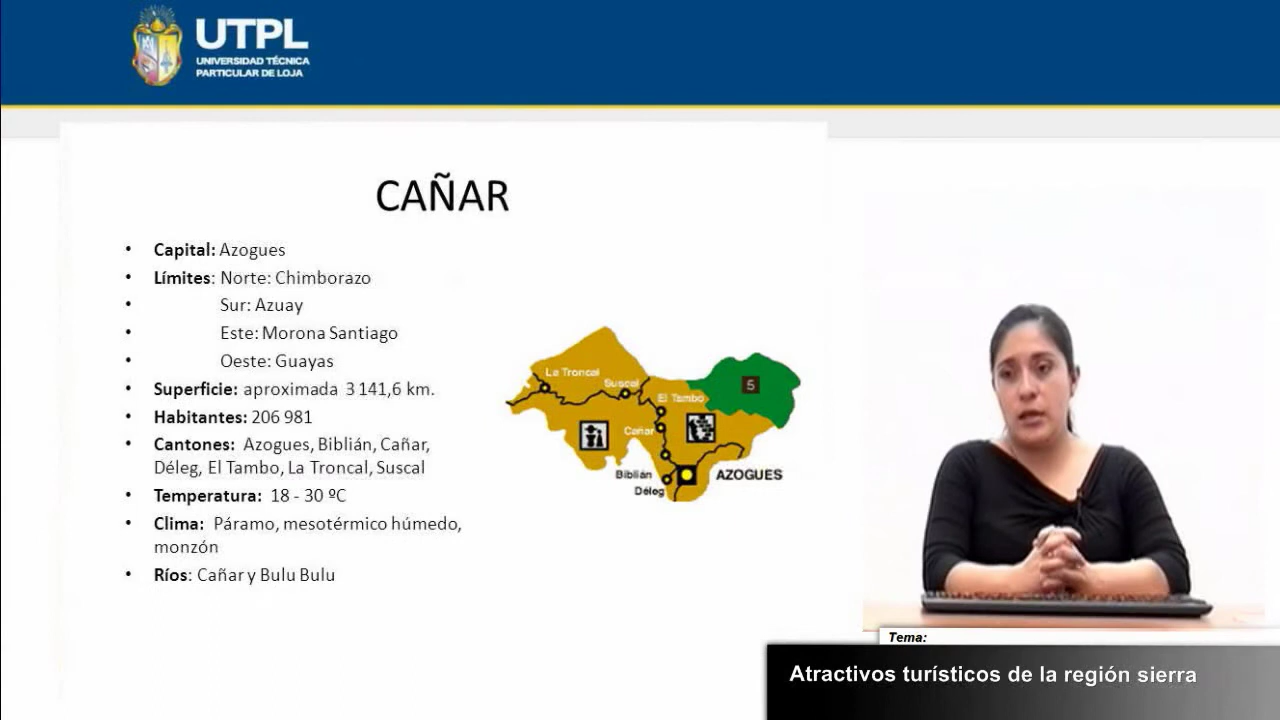 UTPL
UNIVERSIDAD TÉCNICA
PARTICULAR DE LOJA
CAÑAR
• Capital: Azogues
• Límites: Norte: Chimborazo
• Sur: Azuay
• Este: Morona Santiago
• Oeste: Guayas
• Superficie: aproximada 3 141,6 km.
• Habitantes: 206 981
• Cantones: Azogues, Biblián, Cañar,
Déleg, El Tambo, La Troncal, Suscal
• Temperatura: 18 - 30 ºC
• Clima: Páramo, mesotérmico húmedo,
monzón
• Ríos: Cañar y Bulu Bulu
La Troncal
Suscal
5
El Tambo
Cañar
Biblián
AZOGUES
Déleg
Tema:
Atractivos turísticos de la región sierra